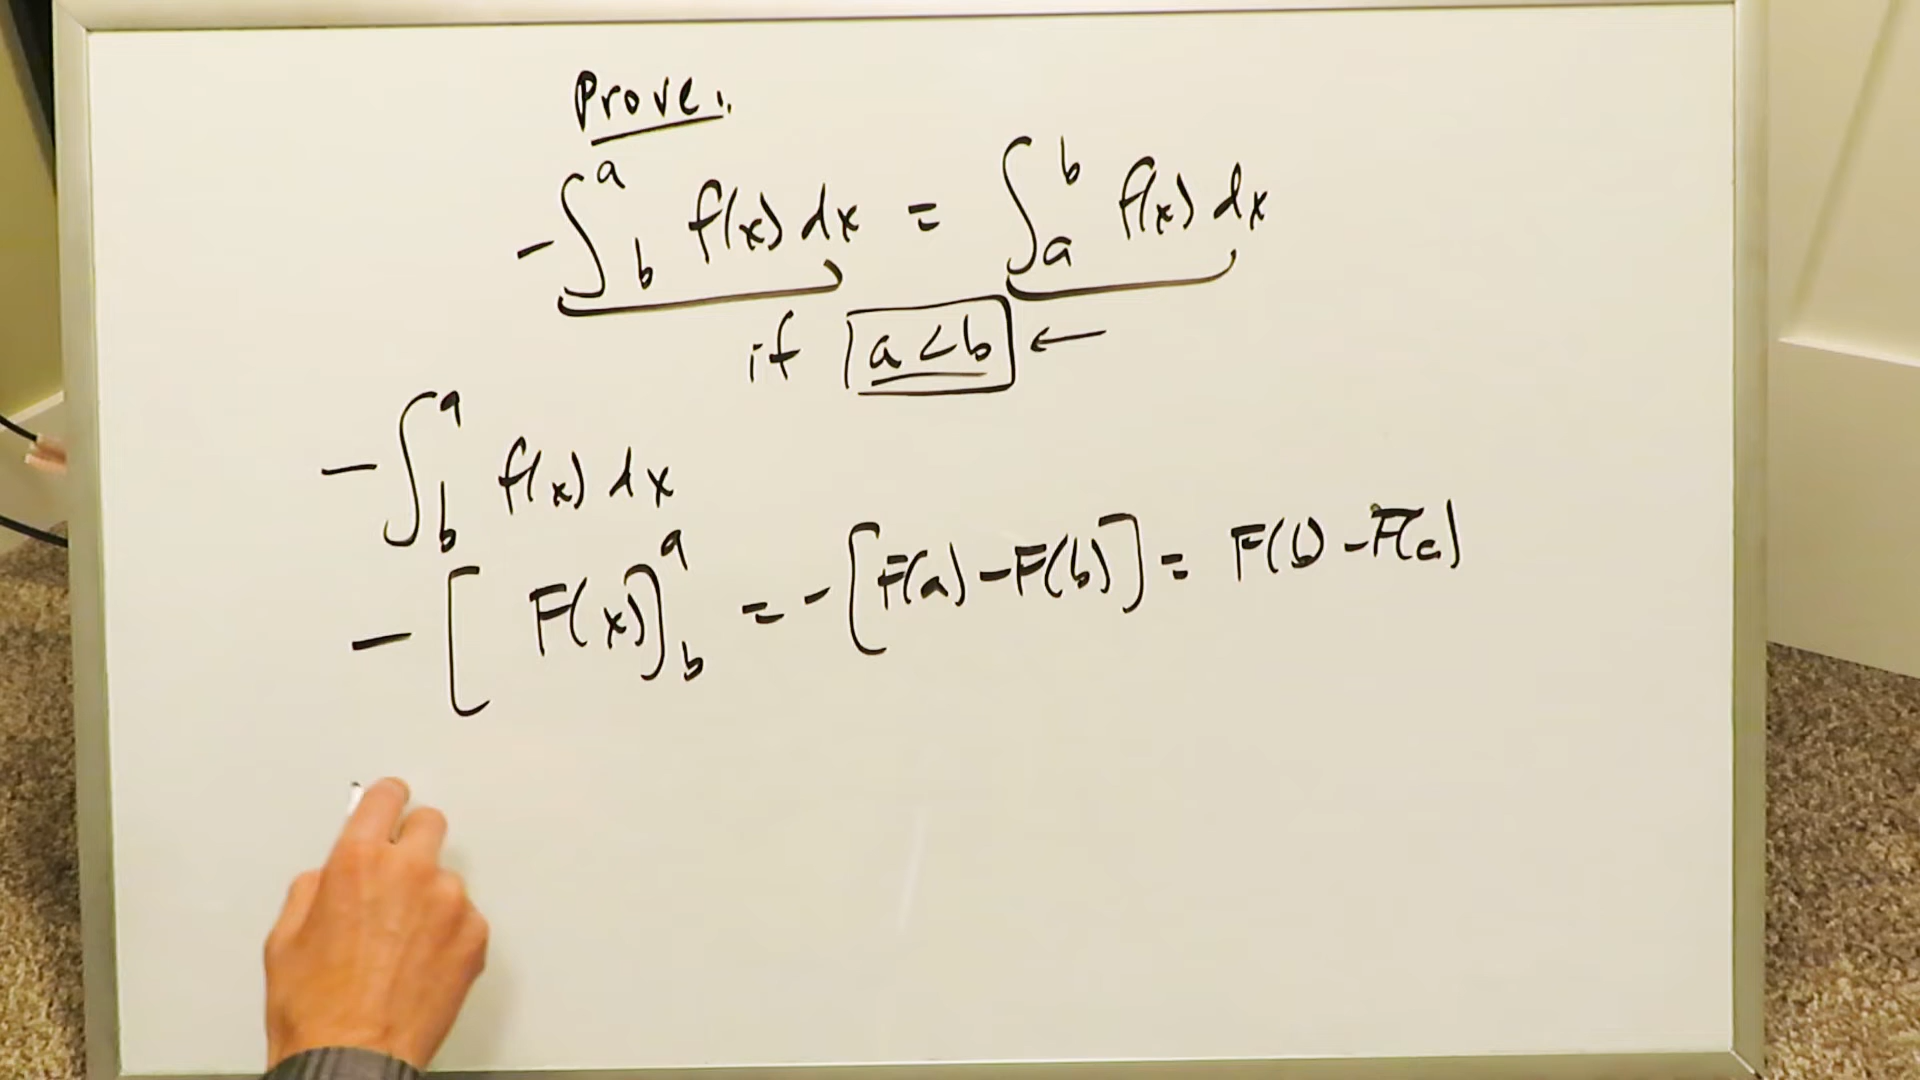 Prove:
-∫_b^a f(x) dx = ∫_a^b f(x) dx
if a < b ←
-∫_b^a f(x) dx
-[F(x)]_b^a = -[F(a) - F(b)] = F(b) - F(a)